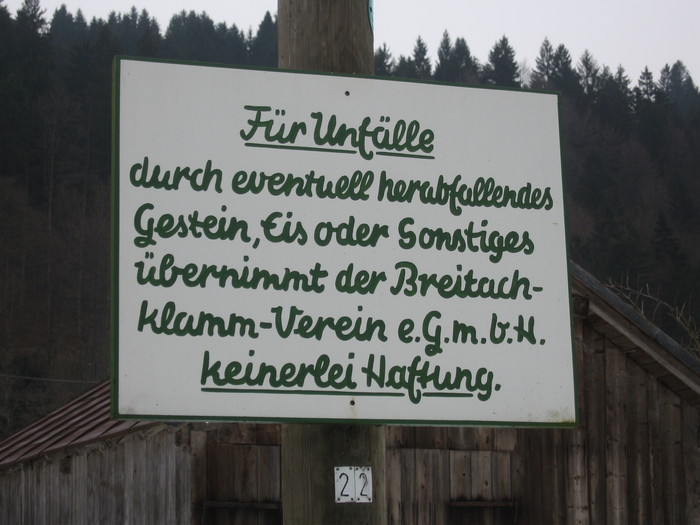 Für Unfälle
durch eventuell herabfallendes
Gestein, Eis oder Sonstiges
übernimmt der Breitach-
klamm-Verein e.G.m.b.H.
keinerlei Haftung.
22